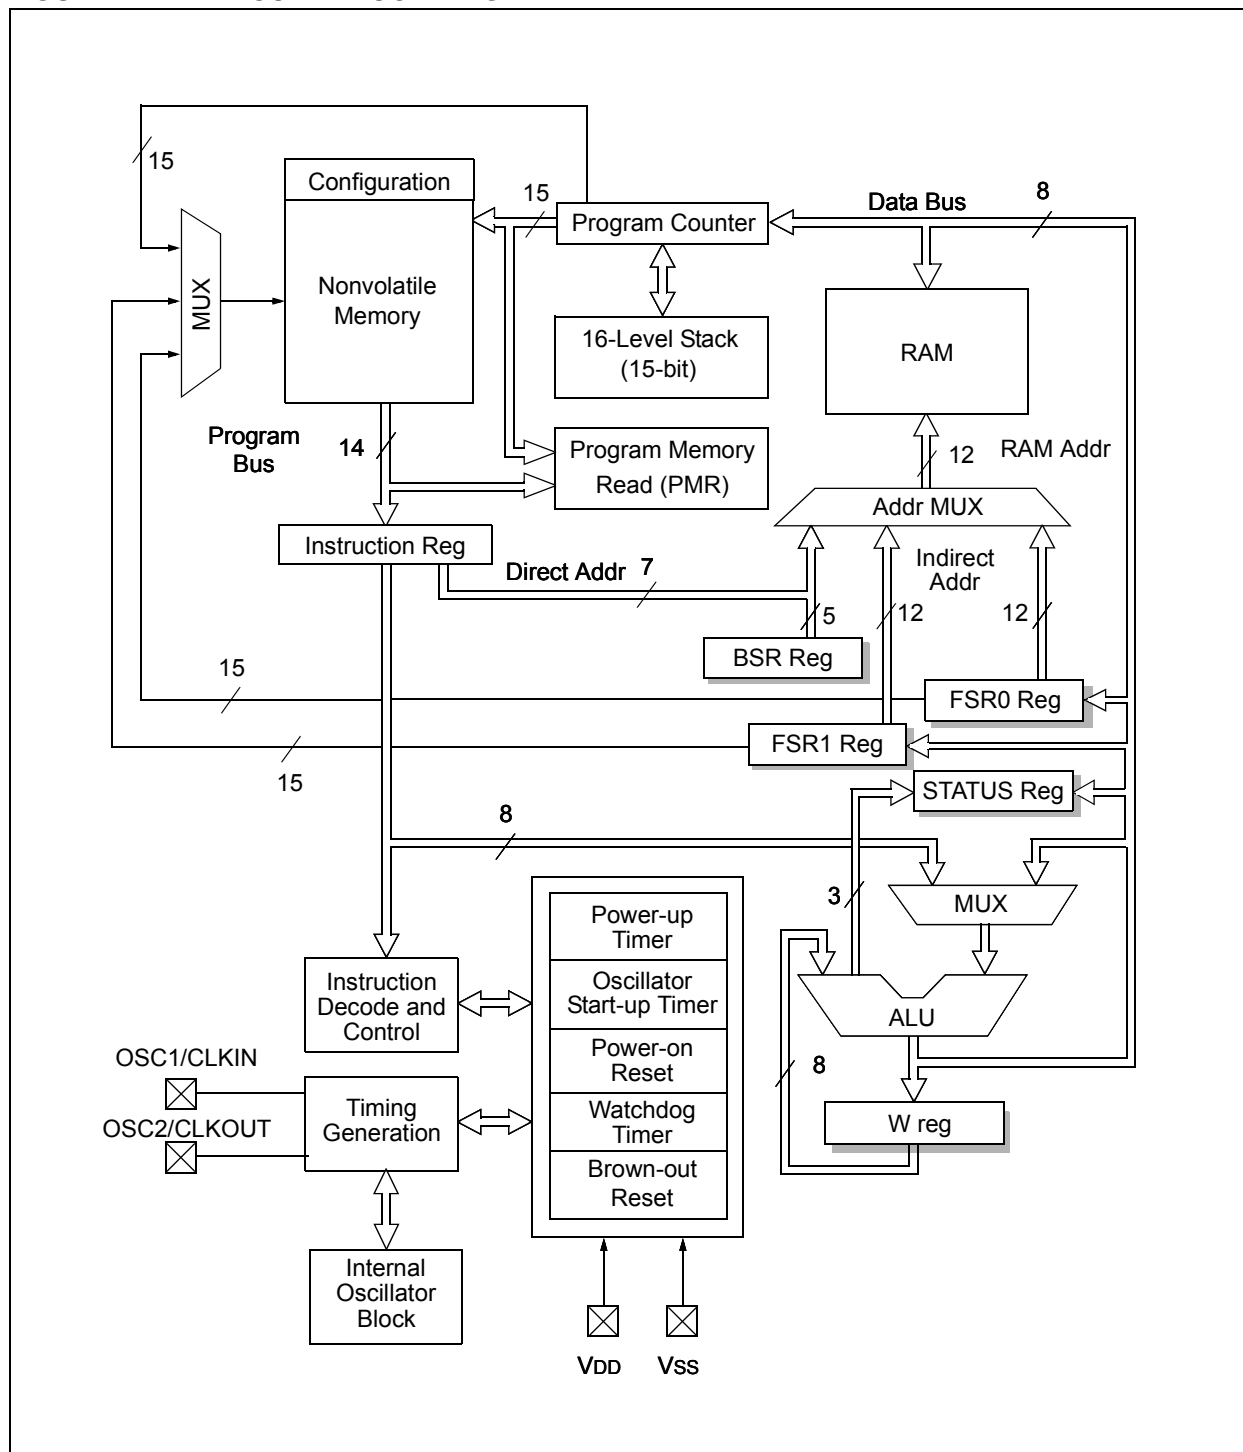 15
Configuration
15
Program Counter
Data Bus
8
MUX
Nonvolatile
Memory
16-Level Stack
(15-bit)
RAM
Program
Bus
14
Program Memory
Read (PMR)
12
RAM Addr
Addr MUX
Instruction Reg
Direct Addr
7
Indirect
Addr
5
12
12
BSR Reg
15
FSR0 Reg
FSR1 Reg
15
STATUS Reg
8
3
MUX
Power-up
Timer
Instruction
Decode and
Control
Oscillator
Start-up Timer
ALU
OSC1/CLKIN
Power-on
Reset
8
OSC2/CLKOUT
Timing
Generation
Watchdog
Timer
W reg
Brown-out
Reset
Internal
Oscillator
Block
VDD
VSS